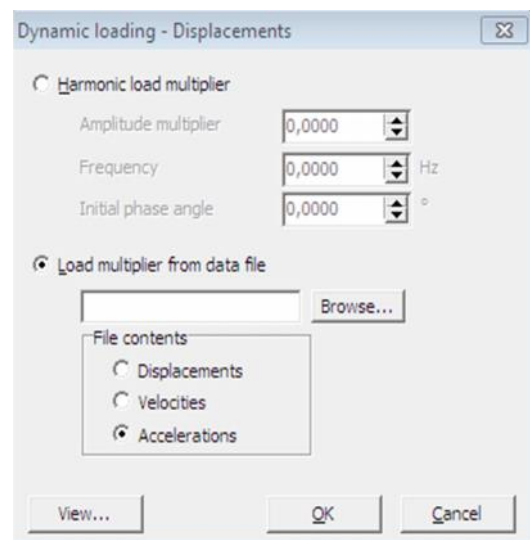 Dynamic loading - Displacements
Harmonic load multiplier
Amplitude multiplier 0,0000
Frequency 0,0000 Hz
Initial phase angle 0,0000 °
Load multiplier from data file
Browse...
File contents
Displacements
Velocities
Accelerations
View... OK Cancel